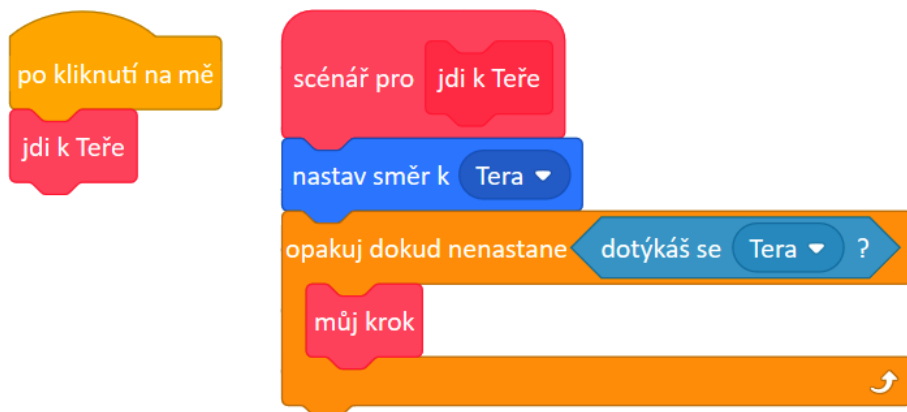 po kliknutí na mě
jdi k Teře
scénář pro jdi k Teře
nastav směr k Tera
opakuj dokud nenastane dotýkáš se Tera ?
můj krok